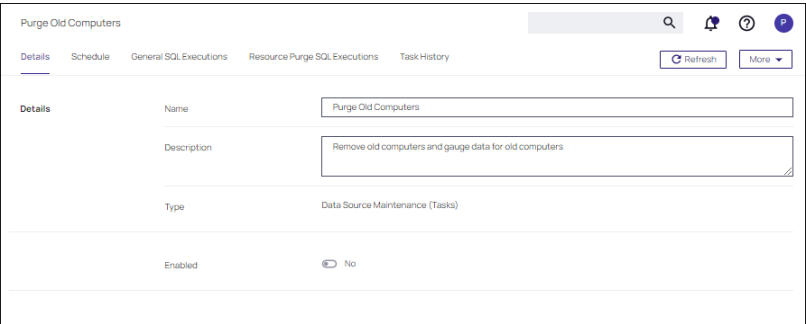 Purge Old Computers
P
Details Schedule General SQL Executions Resource Purge SQL Executions Task History Refresh More
Details Name Purge Old Computers
Description Remove old computers and gauge data for old computers
Type Data Source Maintenance (Tasks)
Enabled No